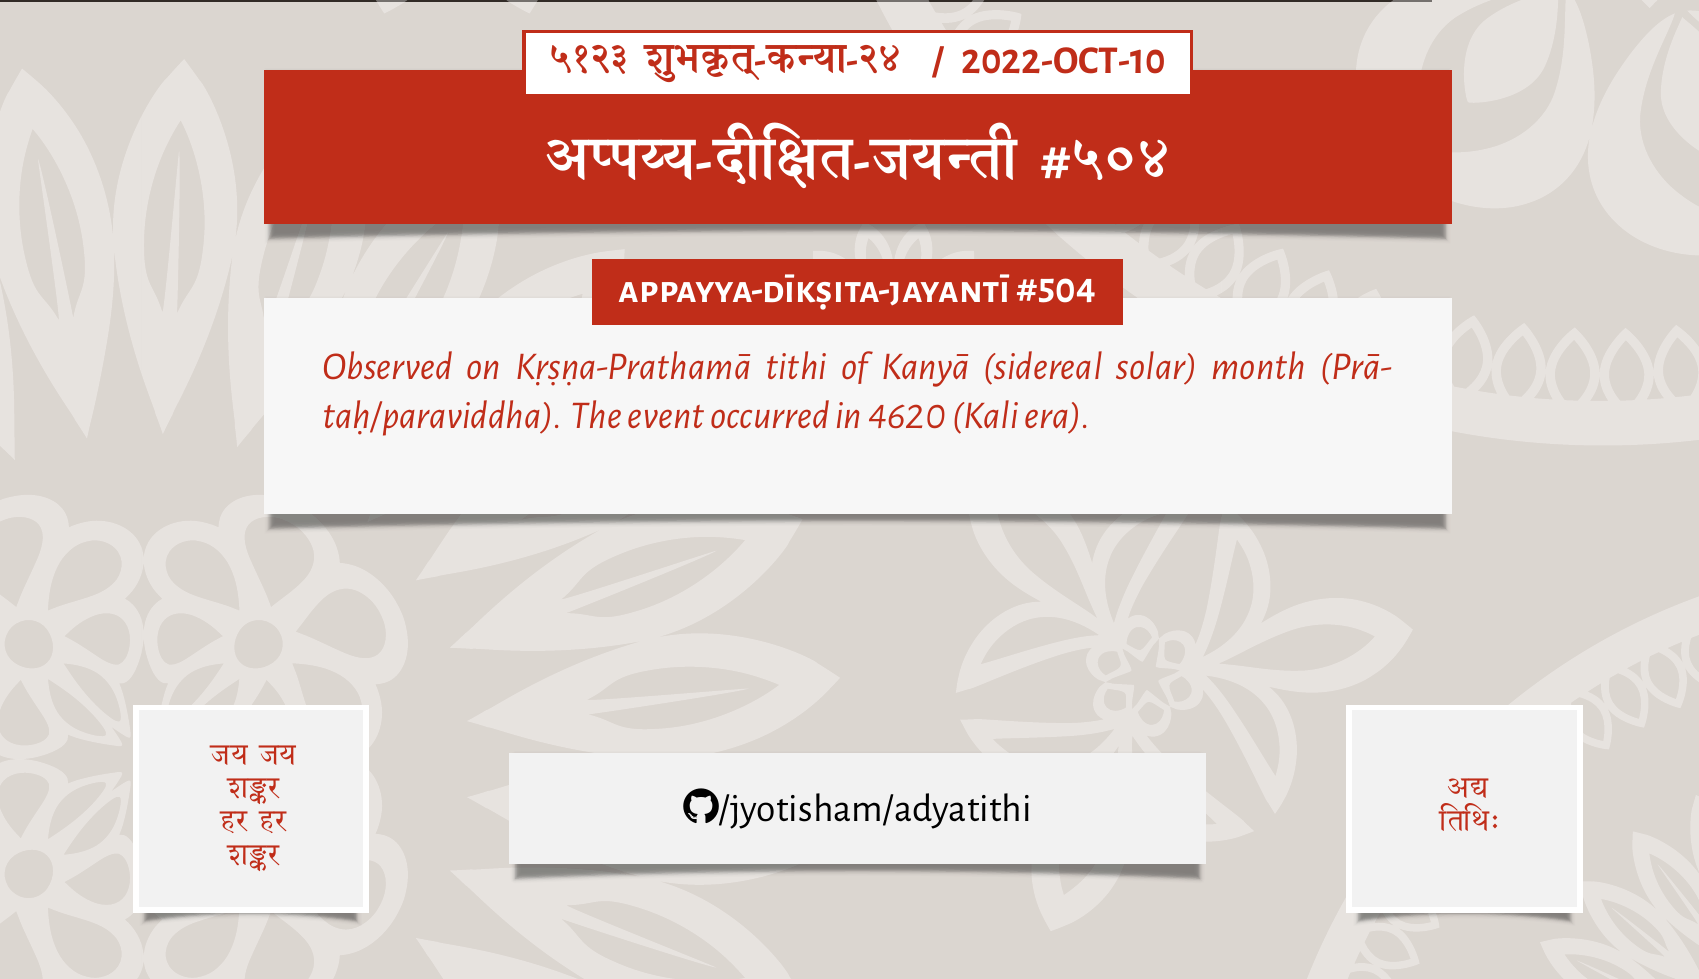 ५१२३ शुभकृत्-कन्या-२४ / 2022-OCT-10
अप्पय्य-दीक्षित-जयन्ती #५०४
APPAYYA-DĪKṢITA-JAYANTĪ #504
Observed on Kṛṣṇa-Prathamā tithi of Kanyā (sidereal solar) month (Prā-
taḥ/paraviddha). The event occurred in 4620 (Kali era).
जय जय
शङ्कर
हर हर
शङ्कर
/jyotisham/adyatithi
अद्य
तिथिः